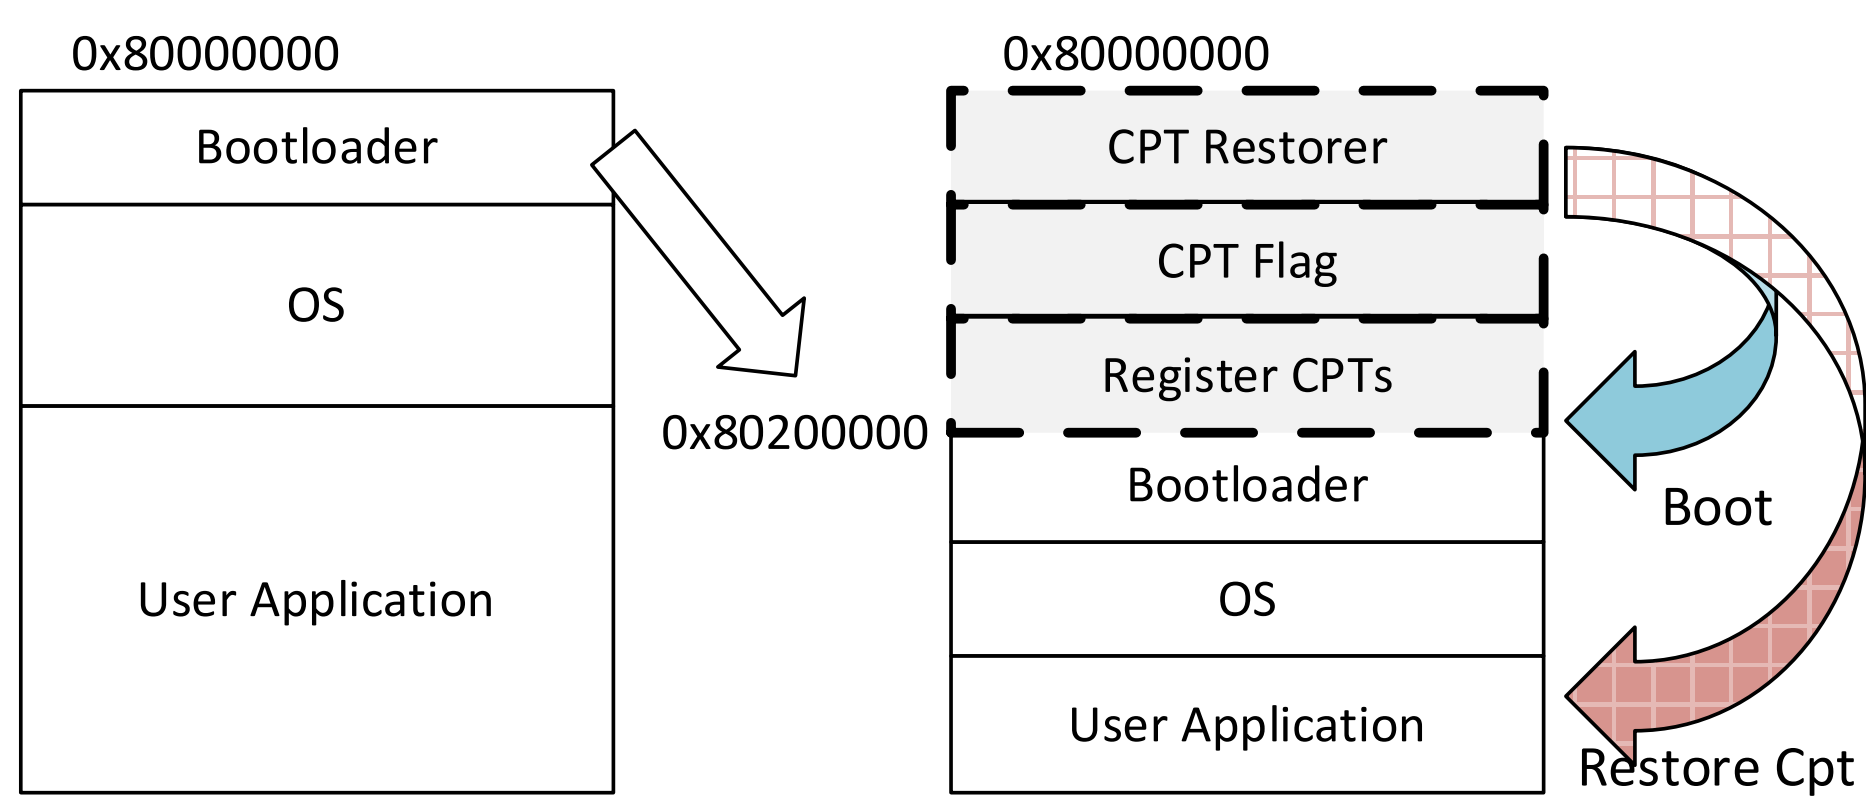 0x80000000
Bootloader
OS
User Application
0x80000000
CPT Restorer
CPT Flag
Register CPTs
0x80200000
Bootloader
OS
User Application
Boot
Restore Cpt